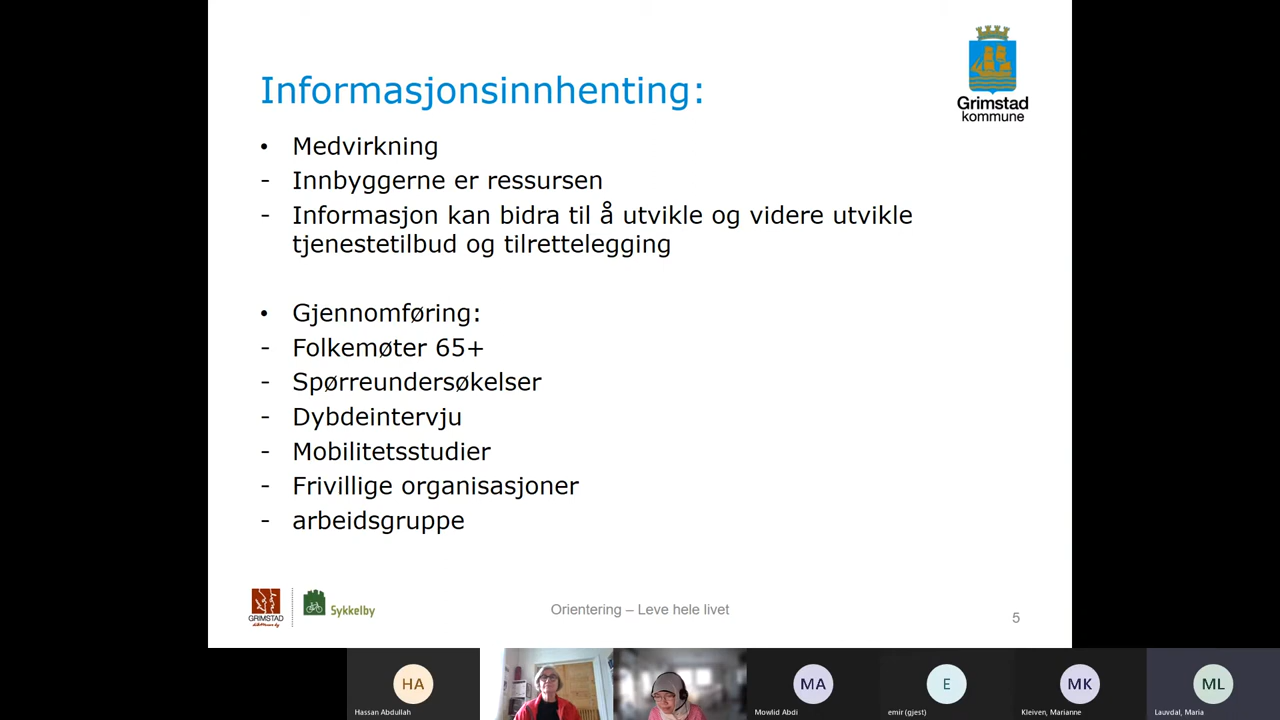 Informasjonsinnhenting:
Grimstad
kommune
• Medvirkning
- Innbyggerne er ressursen
- Informasjon kan bidra til å utvikle og videre utvikle
tjenestetilbud og tilrettelegging
• Gjennomføring:
- Folkemøter 65+
- Spørreundersøkelser
- Dybdeintervju
- Mobilitetsstudier
- Frivillige organisasjoner
- arbeidsgruppe
GRIMSTAD
Sykkelby
Orientering – Leve hele livet
5
HA
MA
E
MK
ML
Hassan Abdullah
Mowlid Abdi
emir (gjest)
Kleiven, Marianne
Lauvdal, Maria